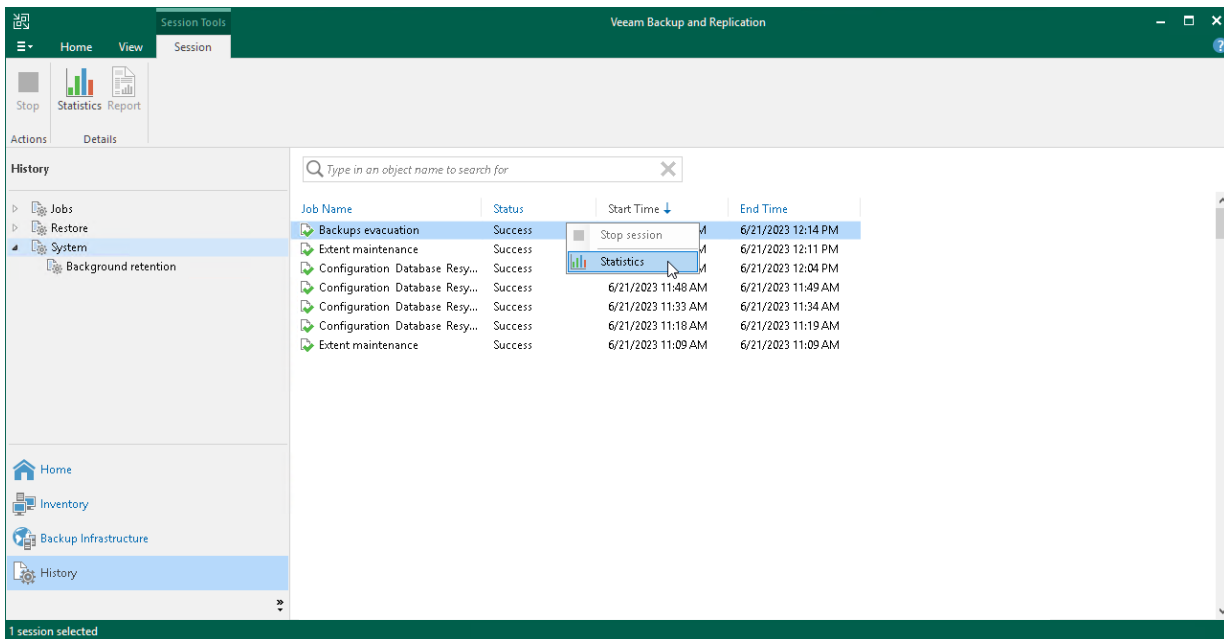 Session Tools
Veeam Backup and Replication
Home View Session
Stop Statistics Report
Actions Details
History
Type in an object name to search for
Jobs
Restore
System
Background retention
Job Name Status Start Time End Time
Backups evacuation Success M 6/21/2023 12:14 PM
Extent maintenance Success M 6/21/2023 12:11 PM
Configuration Database Resy... Success M 6/21/2023 12:04 PM
Configuration Database Resy... Success 6/21/2023 11:48 AM 6/21/2023 11:49 AM
Configuration Database Resy... Success 6/21/2023 11:33 AM 6/21/2023 11:34 AM
Configuration Database Resy... Success 6/21/2023 11:18 AM 6/21/2023 11:19 AM
Extent maintenance Success 6/21/2023 11:09 AM 6/21/2023 11:09 AM
Stop session
Statistics
Home
Inventory
Backup Infrastructure
History
1 session selected